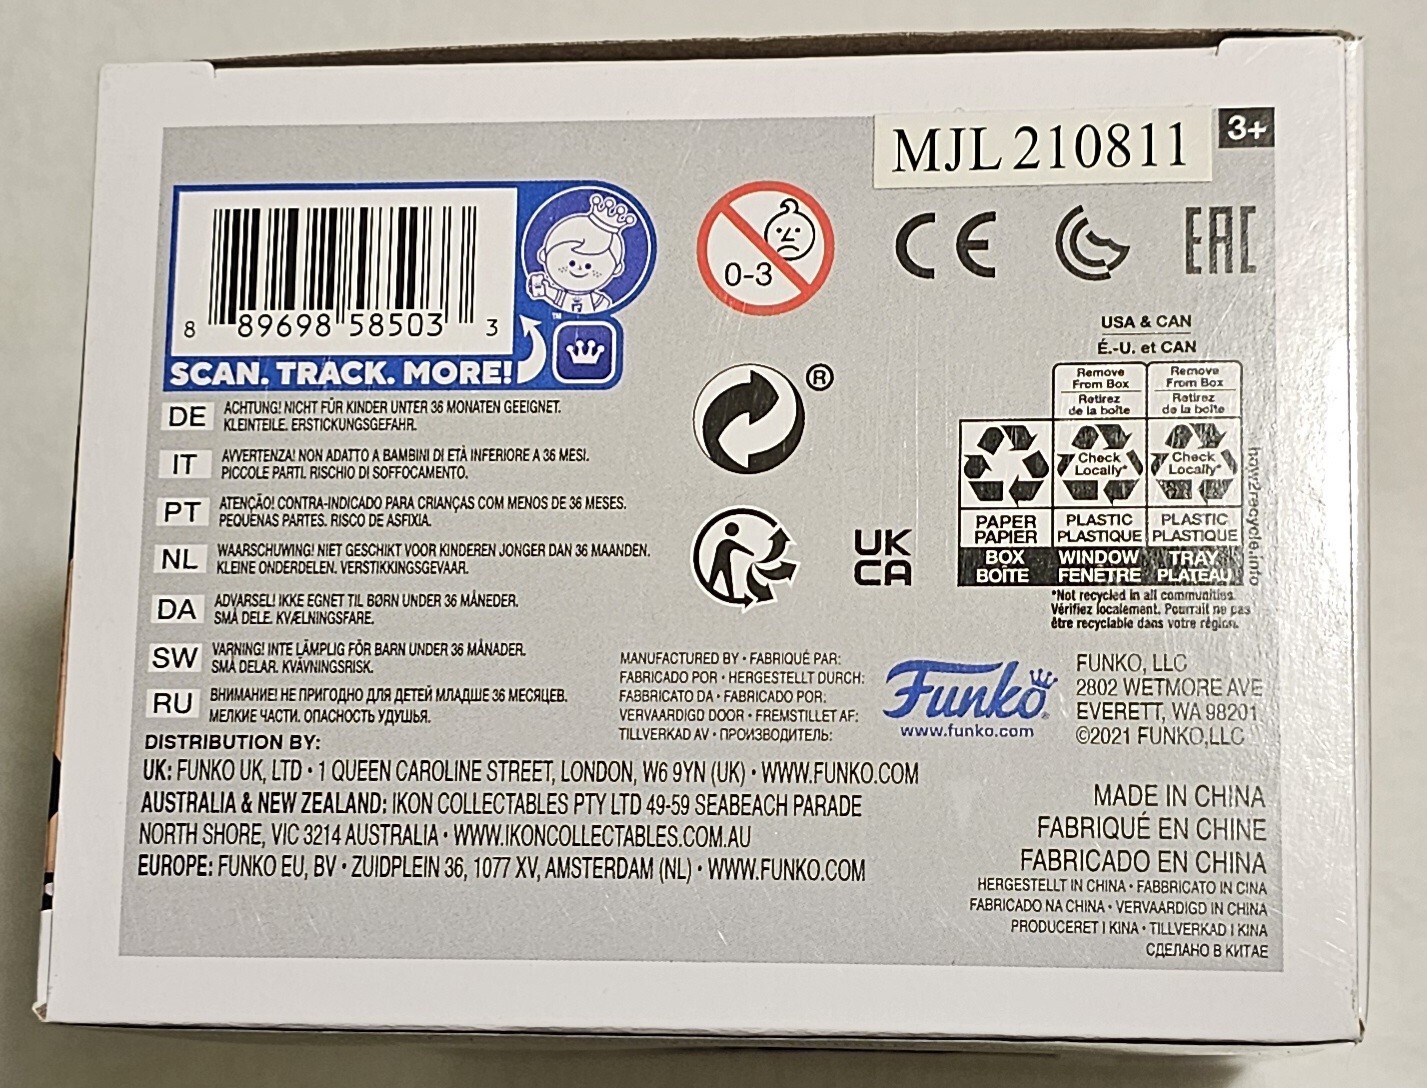 MJL 210811
3+
8 89698 58503 3
™
SCAN. TRACK. MORE!
0-3
CE
EAC
®
USA & CAN
É.-U. et CAN
Remove From Box
Retirez de la boîte
Remove From Box
Retirez de la boîte
Check Locally*
Check Locally*
PAPER PAPIER
PLASTIC PLASTIQUE
PLASTIC PLASTIQUE
BOX BOÎTE
WINDOW FENÊTRE
TRAY PLATEAU
how2recycle.info
*Not recycled in all communities.
Vérifiez localement. Pourrait ne pas
être recyclable dans votre région.
UK
CA
DE ACHTUNG! NICHT FÜR KINDER UNTER 36 MONATEN GEEIGNET.
KLEINTEILE. ERSTICKUNGSGEFAHR.
IT AVVERTENZA! NON ADATTO A BAMBINI DI ETÀ INFERIORE A 36 MESI.
PICCOLE PARTI. RISCHIO DI SOFFOCAMENTO.
PT ATENÇÃO! CONTRA-INDICADO PARA CRIANÇAS COM MENOS DE 36 MESES.
PEQUENAS PARTES. RISCO DE ASFIXIA.
NL WAARSCHUWING! NIET GESCHIKT VOOR KINDEREN JONGER DAN 36 MAANDEN.
KLEINE ONDERDELEN. VERSTIKKINGSGEVAAR.
DA ADVARSEL! IKKE EGNET TIL BØRN UNDER 36 MÅNEDER.
SMÅ DELE. KVÆLNINGSFARE.
SW VARNING! INTE LÄMPLIG FÖR BARN UNDER 36 MÅNADER.
SMÅ DELAR. KVÄVNINGSRISK.
RU ВНИМАНИЕ! НЕ ПРИГОДНО ДЛЯ ДЕТЕЙ МЛАДШЕ 36 МЕСЯЦЕВ.
МЕЛКИЕ ЧАСТИ. ОПАСНОСТЬ УДУШЬЯ.
MANUFACTURED BY • FABRIQUÉ PAR:
FABRICADO POR • HERGESTELLT DURCH:
FABBRICATO DA • FABRICADO POR:
VERVAARDIGD DOOR • FREMSTILLET AF:
TILLVERKAD AV • ПРОИЗВОДИТЕЛЬ:
Funko®
www.funko.com
FUNKO, LLC
2802 WETMORE AVE
EVERETT, WA 98201
©2021 FUNKO,LLC
DISTRIBUTION BY:
UK: FUNKO UK, LTD • 1 QUEEN CAROLINE STREET, LONDON, W6 9YN (UK) • WWW.FUNKO.COM
AUSTRALIA & NEW ZEALAND: IKON COLLECTABLES PTY LTD 49-59 SEABEACH PARADE
NORTH SHORE, VIC 3214 AUSTRALIA • WWW.IKONCOLLECTABLES.COM.AU
EUROPE: FUNKO EU, BV • ZUIDPLEIN 36, 1077 XV, AMSTERDAM (NL) • WWW.FUNKO.COM
MADE IN CHINA
FABRIQUÉ EN CHINE
FABRICADO EN CHINA
HERGESTELLT IN CHINA • FABBRICATO IN CINA
FABRICADO NA CHINA • VERVAARDIGD IN CHINA
PRODUCERET I KINA • TILLVERKAD I KINA
СДЕЛАНО В КИТАЕ